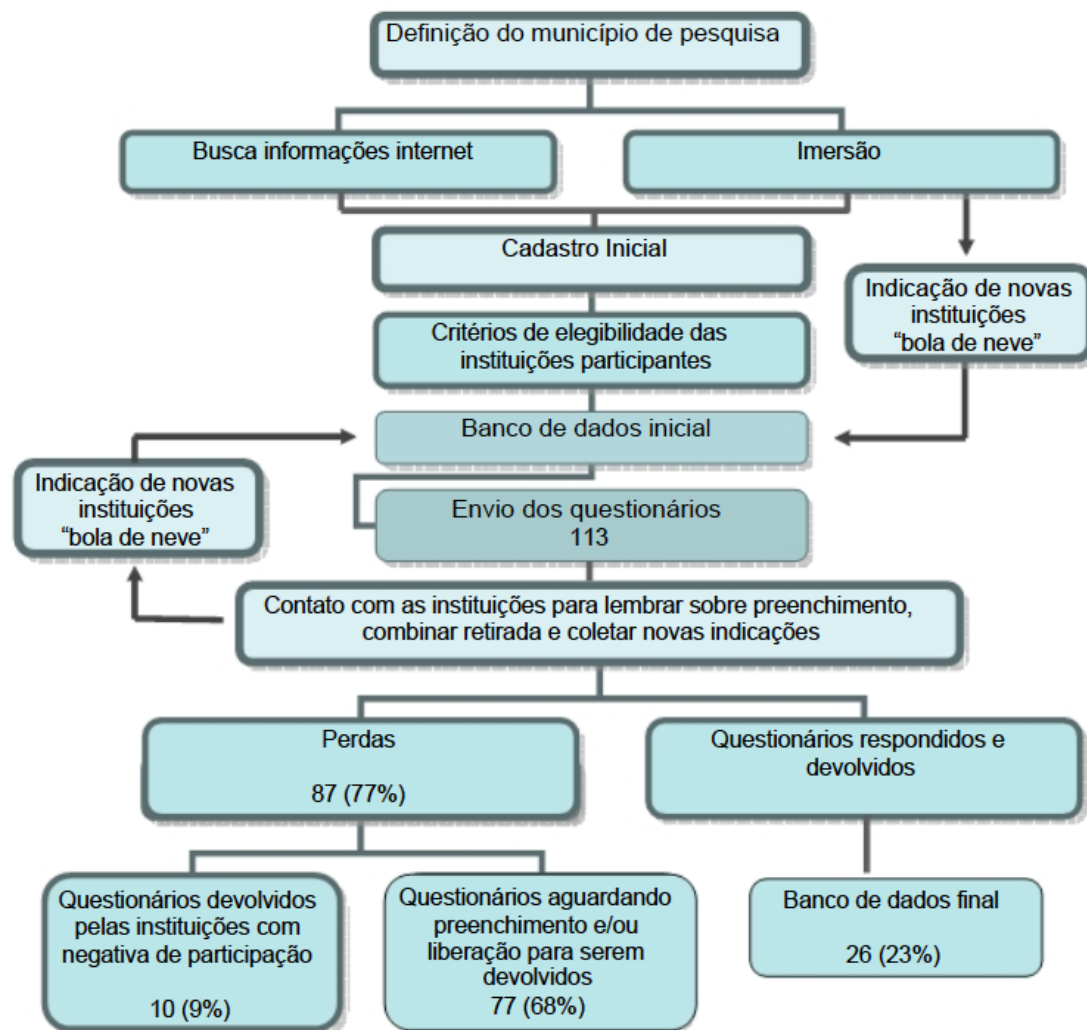 Definição do município de pesquisa
Busca informações internet
Imersão
Cadastro Inicial
Indicação de novas
instituições
“bola de neve”
Critérios de elegibilidade das
instituições participantes
Banco de dados inicial
Indicação de novas
instituições
“bola de neve”
Envio dos questionários
113
Contato com as instituições para lembrar sobre preenchimento,
combinar retirada e coletar novas indicações
Perdas
87 (77%)
Questionários respondidos e
devolvidos
Questionários devolvidos
pelas instituições com
negativa de participação
10 (9%)
Questionários aguardando
preenchimento e/ou
liberação para serem
devolvidos
77 (68%)
Banco de dados final
26 (23%)